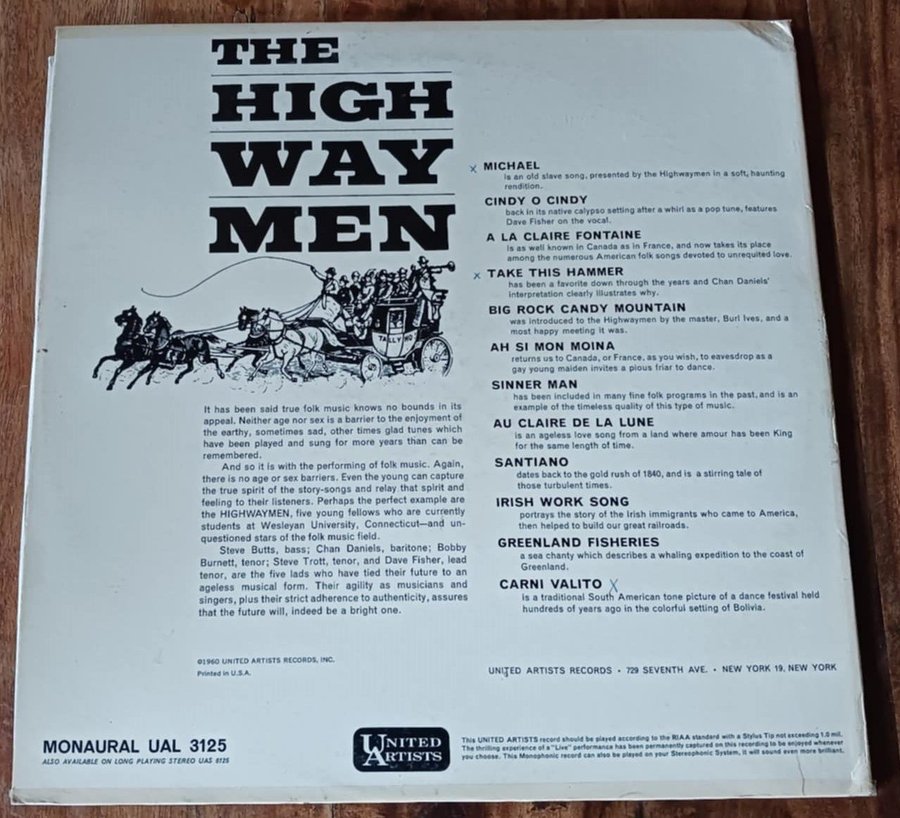 THE
HIGH
WAY
MEN
TALLY HO
It has been said true folk music knows no bounds in its
appeal. Neither age nor sex is a barrier to the enjoyment of
the earthy, sometimes sad, other times glad tunes which
have been played and sung for more years than can be
remembered.
And so it is with the performing of folk music. Again,
there is no age or sex barriers. Even the young can capture
the true spirit of the story-songs and relay that spirit and
feeling to their listeners. Perhaps the perfect example are
the HIGHWAYMEN, five young fellows who are currently
students at Wesleyan University, Connecticut—and un-
questioned stars of the folk music field.
Steve Butts, bass; Chan Daniels, baritone; Bobby
Burnett, tenor; Steve Trott, tenor, and Dave Fisher, lead
tenor, are the five lads who have tied their future to an
ageless musical form. Their agility as musicians and
singers, plus their strict adherence to authenticity, assures
that the future will, indeed be a bright one.
©1960 UNITED ARTISTS RECORDS, INC.
Printed in U.S.A.
x MICHAEL
is an old slave song, presented by the Highwaymen in a soft, haunting
rendition.
CINDY O CINDY
back in its native calypso setting after a whirl as a pop tune, features
Dave Fisher on the vocal.
A LA CLAIRE FONTAINE
is as well known in Canada as in France, and now takes its place
among the numerous American folk songs devoted to unrequited love.
x TAKE THIS HAMMER
has been a favorite down through the years and Chan Daniels'
interpretation clearly illustrates why.
BIG ROCK CANDY MOUNTAIN
was introduced to the Highwaymen by the master, Burl Ives, and a
most happy meeting it was.
AH SI MON MOINA
returns us to Canada, or France, as you wish, to eavesdrop as a
gay young maiden invites a pious friar to dance.
SINNER MAN
has been included in many fine folk programs in the past, and is an
example of the timeless quality of this type of music.
AU CLAIRE DE LA LUNE
is an ageless love song from a land where amour has been King
for the same length of time.
SANTIANO
dates back to the gold rush of 1840, and is a stirring tale of
those turbulent times.
IRISH WORK SONG
portrays the story of the Irish immigrants who came to America,
then helped to build our great railroads.
GREENLAND FISHERIES
a sea chanty which describes a whaling expedition to the coast of
Greenland.
CARNI VALITO X
is a traditional South American tone picture of a dance festival held
hundreds of years ago in the colorful setting of Bolivia.
UNITED ARTISTS RECORDS • 729 SEVENTH AVE. • NEW YORK 19, NEW YORK
MONAURAL UAL 3125
ALSO AVAILABLE ON LONG PLAYING STEREO UAS 6125
UNITED
ARTISTS
This UNITED ARTISTS record should be played according to the RIAA standard with a Stylus Tip not exceeding 1.0 mil.
The thrilling experience of a "Live" performance has been permanently captured on this recording to be enjoyed whenever
you choose. This Monophonic record can also be played on your Stereophonic System, it will sound even more brilliant.